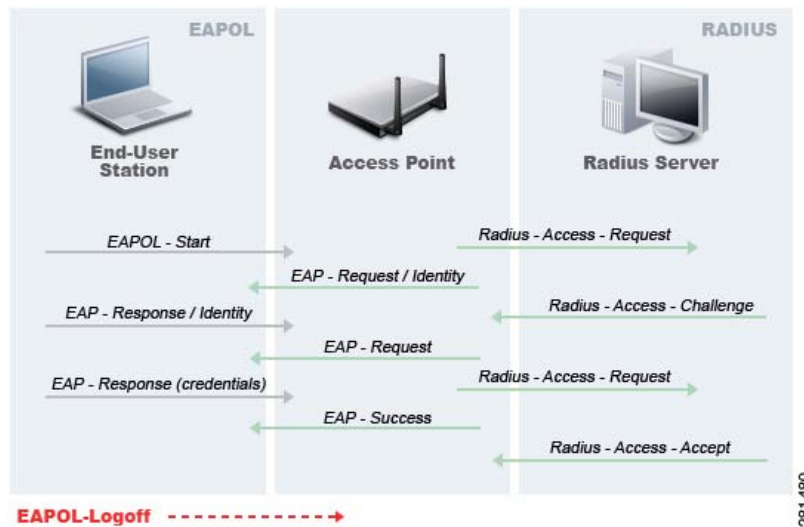 EAPOL
RADIUS
End-User
Station
Access Point
Radius Server
EAPOL - Start
Radius - Access - Request
EAP - Request / Identity
Radius - Access - Challenge
EAP - Response / Identity
EAP - Request
Radius - Access - Request
EAP - Response (credentials)
EAP - Success
Radius - Access - Accept
EAPOL-Logoff